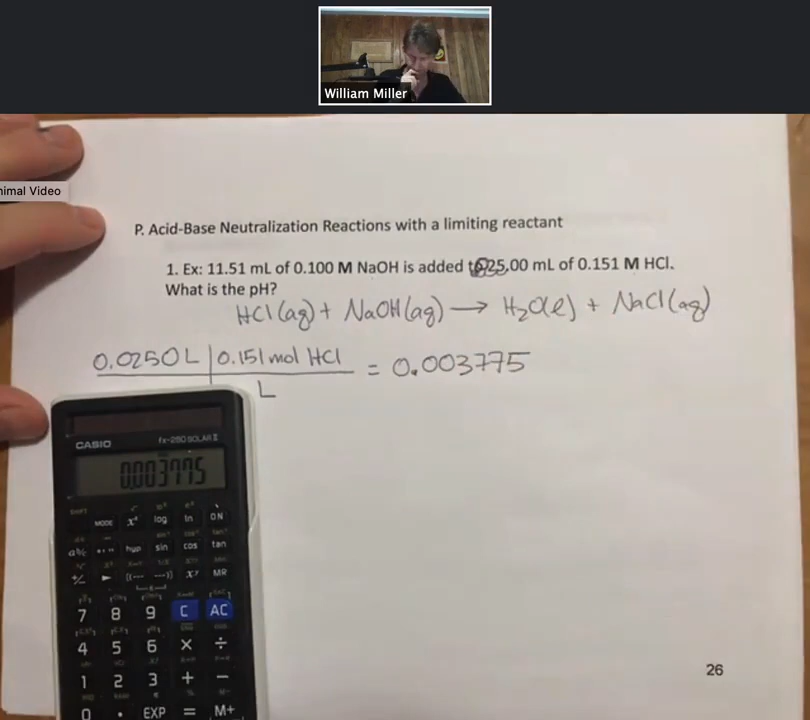 William Miller
nimal Video
P. Acid-Base Neutralization Reactions with a limiting reactant
1. Ex: 11.51 mL of 0.100 M NaOH is added to 25.00 mL of 0.151 M HCl.
What is the pH?
HCl(aq) + NaOH(aq) → H₂O(l) + NaCl(aq)
0.0250L | 0.151 mol HCl = 0.003775
L
CASIO
fx-260 SOLAR II
0.003775
SHIFT
MODE x² log ln ON
hyp sin cos tan
MR
7 8 9 C AC
4 5 6 × ÷
1 2 3 + −
0 . EXP = M+
26